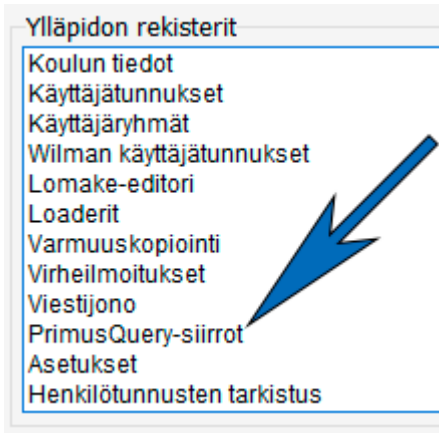 Ylläpidon rekisterit
Koulun tiedot
Käyttäjätunnukset
Käyttäjäryhmät
Wilman käyttäjätunnukset
Lomake-editori
Loaderit
Varmuuskopiointi
Virheilmoitukset
Viestijono
PrimusQuery-siirrot
Asetukset
Henkilötunnusten tarkistus